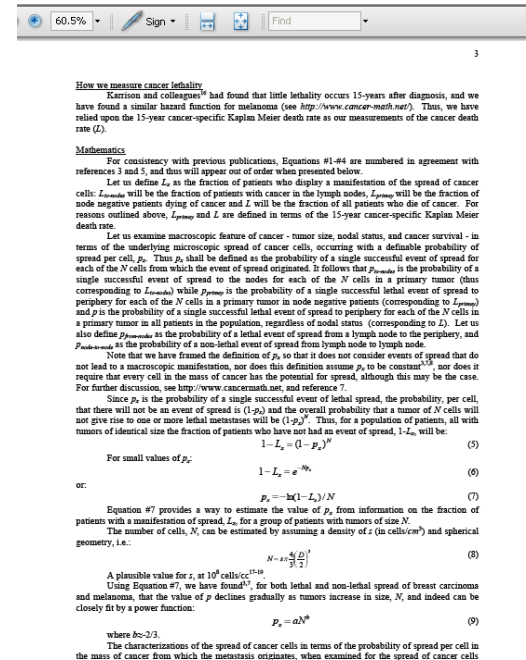 60.5%
Sign
Find
3
How we measure cancer lethality
Karrison and colleagues¹⁶ had found that little lethality occurs 15-years after diagnosis, and we
have found a similar hazard function for melanoma (see http://www.cancer-math.net/). Thus, we have
relied upon the 15-year cancer-specific Kaplan Meier death rate as our measurements of the cancer death
rate (L).
Mathematics
For consistency with previous publications, Equations #1-#4 are numbered in agreement with
references 3 and 5, and thus will appear out of order when presented below.
Let us define Lₓ as the fraction of patients who display a manifestation of the spread of cancer
cells: L_to-nodes will be the fraction of patients with cancer in the lymph nodes, L_primary will be the fraction of
node negative patients dying of cancer and L will be the fraction of all patients who die of cancer. For
reasons outlined above, L_primary and L are defined in terms of the 15-year cancer-specific Kaplan Meier
death rate.
Let us examine macroscopic feature of cancer - tumor size, nodal status, and cancer survival - in
terms of the underlying microscopic spread of cancer cells, occurring with a definable probability of
spread per cell, pₓ. Thus pₓ shall be defined as the probability of a single successful event of spread for
each of the N cells from which the event of spread originated. It follows that p_to-nodes is the probability of a
single successful event of spread to the nodes for each of the N cells in a primary tumor (thus
corresponding to L_to-nodes) while p_primary is the probability of a single successful lethal event of spread to
periphery for each of the N cells in a primary tumor in node negative patients (corresponding to L_primary)
and p is the probability of a single successful lethal event of spread to periphery for each of the N cells in
a primary tumor in all patients in the population, regardless of nodal status (corresponding to L). Let us
also define p_from-nodes as the probability of a lethal event of spread from a lymph node to the periphery, and
p_node-to-node as the probability of a non-lethal event of spread from lymph node to lymph node.
Note that we have framed the definition of pₓ so that it does not consider events of spread that do
not lead to a macroscopic manifestation, nor does this definition assume pₓ to be constant³,⁷,⁸, nor does it
require that every cell in the mass of cancer has the potential for spread, although this may be the case.
For further discussion, see http://www.cancermath.net, and reference 7.
Since pₓ is the probability of a single successful event of lethal spread, the probability, per cell,
that there will not be an event of spread is (1-pₓ) and the overall probability that a tumor of N cells will
not give rise to one or more lethal metastases will be (1-pₓ)ᴺ. Thus, for a population of patients, all with
tumors of identical size the fraction of patients who have not had an event of spread, 1-Lₓ, will be:
1−Lₓ = (1−pₓ)ᴺ (5)
For small values of pₓ:
1−Lₓ = e^(−Npₓ) (6)
or:
pₓ = −ln(1−Lₓ)/N (7)
Equation #7 provides a way to estimate the value of pₓ from information on the fraction of
patients with a manifestation of spread, Lₓ, for a group of patients with tumors of size N.
The number of cells, N, can be estimated by assuming a density of s (in cells/cm³) and spherical
geometry, i.e.:
N = sπ 4/3 (D/2)³ (8)
A plausible value for s, at 10⁸ cells/cc¹⁷⁻¹⁹.
Using Equation #7, we have found³,⁷, for both lethal and non-lethal spread of breast carcinoma
and melanoma, that the value of p declines gradually as tumors increase in size, N, and indeed can be
closely fit by a power function:
pₓ = aNᵇ (9)
where b≈-2/3.
The characterizations of the spread of cancer cells in terms of the probability of spread per cell in
the mass of cancer from which the metastasis originates, when examined for the spread of cancer cells